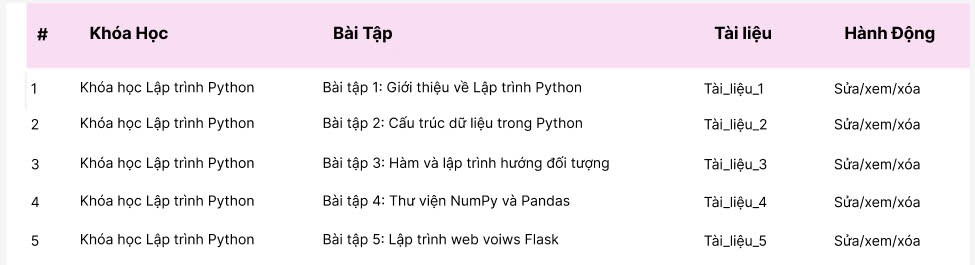 # Khóa Học Bài Tập Tài liệu Hành Động
1 Khóa học Lập trình Python Bài tập 1: Giới thiệu về Lập trình Python Tài_liệu_1 Sửa/xem/xóa
2 Khóa học Lập trình Python Bài tập 2: Cấu trúc dữ liệu trong Python Tài_liệu_2 Sửa/xem/xóa
3 Khóa học Lập trình Python Bài tập 3: Hàm và lập trình hướng đối tượng Tài_liệu_3 Sửa/xem/xóa
4 Khóa học Lập trình Python Bài tập 4: Thư viện NumPy và Pandas Tài_liệu_4 Sửa/xem/xóa
5 Khóa học Lập trình Python Bài tập 5: Lập trình web voiws Flask Tài_liệu_5 Sửa/xem/xóa